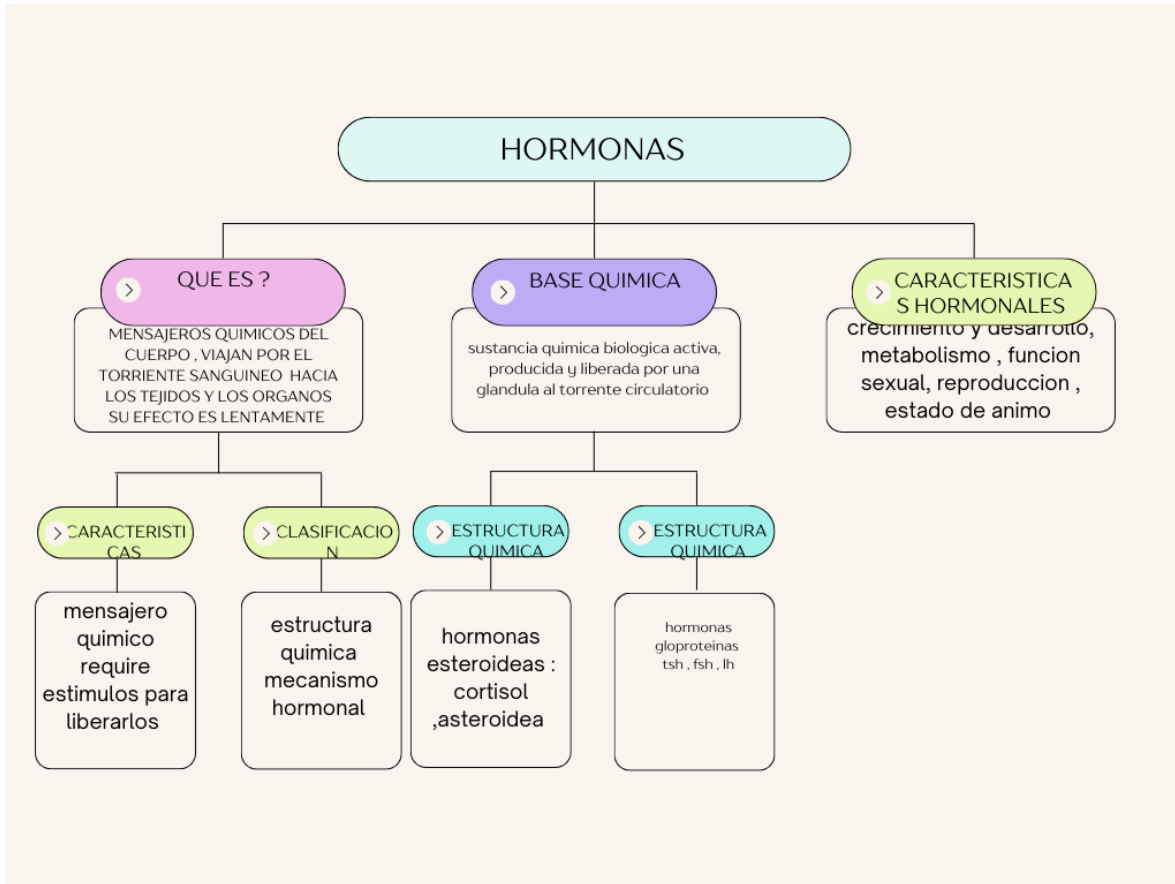 HORMONAS
QUE ES ?
MENSAJEROS QUIMICOS DEL
CUERPO , VIAJAN POR EL
TORRIENTE SANGUINEO HACIA
LOS TEJIDOS Y LOS ORGANOS
SU EFECTO ES LENTAMENTE
BASE QUIMICA
sustancia quimica biologica activa,
producida y liberada por una
glandula al torrente circulatorio
CARACTERISTICA
S HORMONALES
crecimiento y desarrollo,
metabolismo , funcion
sexual, reproduccion ,
estado de animo
CARACTERISTI
CAS
mensajero
quimico
require
estimulos para
liberarlos
CLASIFICACIO
N
estructura
quimica
mecanismo
hormonal
ESTRUCTURA
QUIMICA
hormonas
esteroideas :
cortisol
,asteroidea
ESTRUCTURA
QUIMICA
hormonas
gloproteinas
tsh , fsh , lh